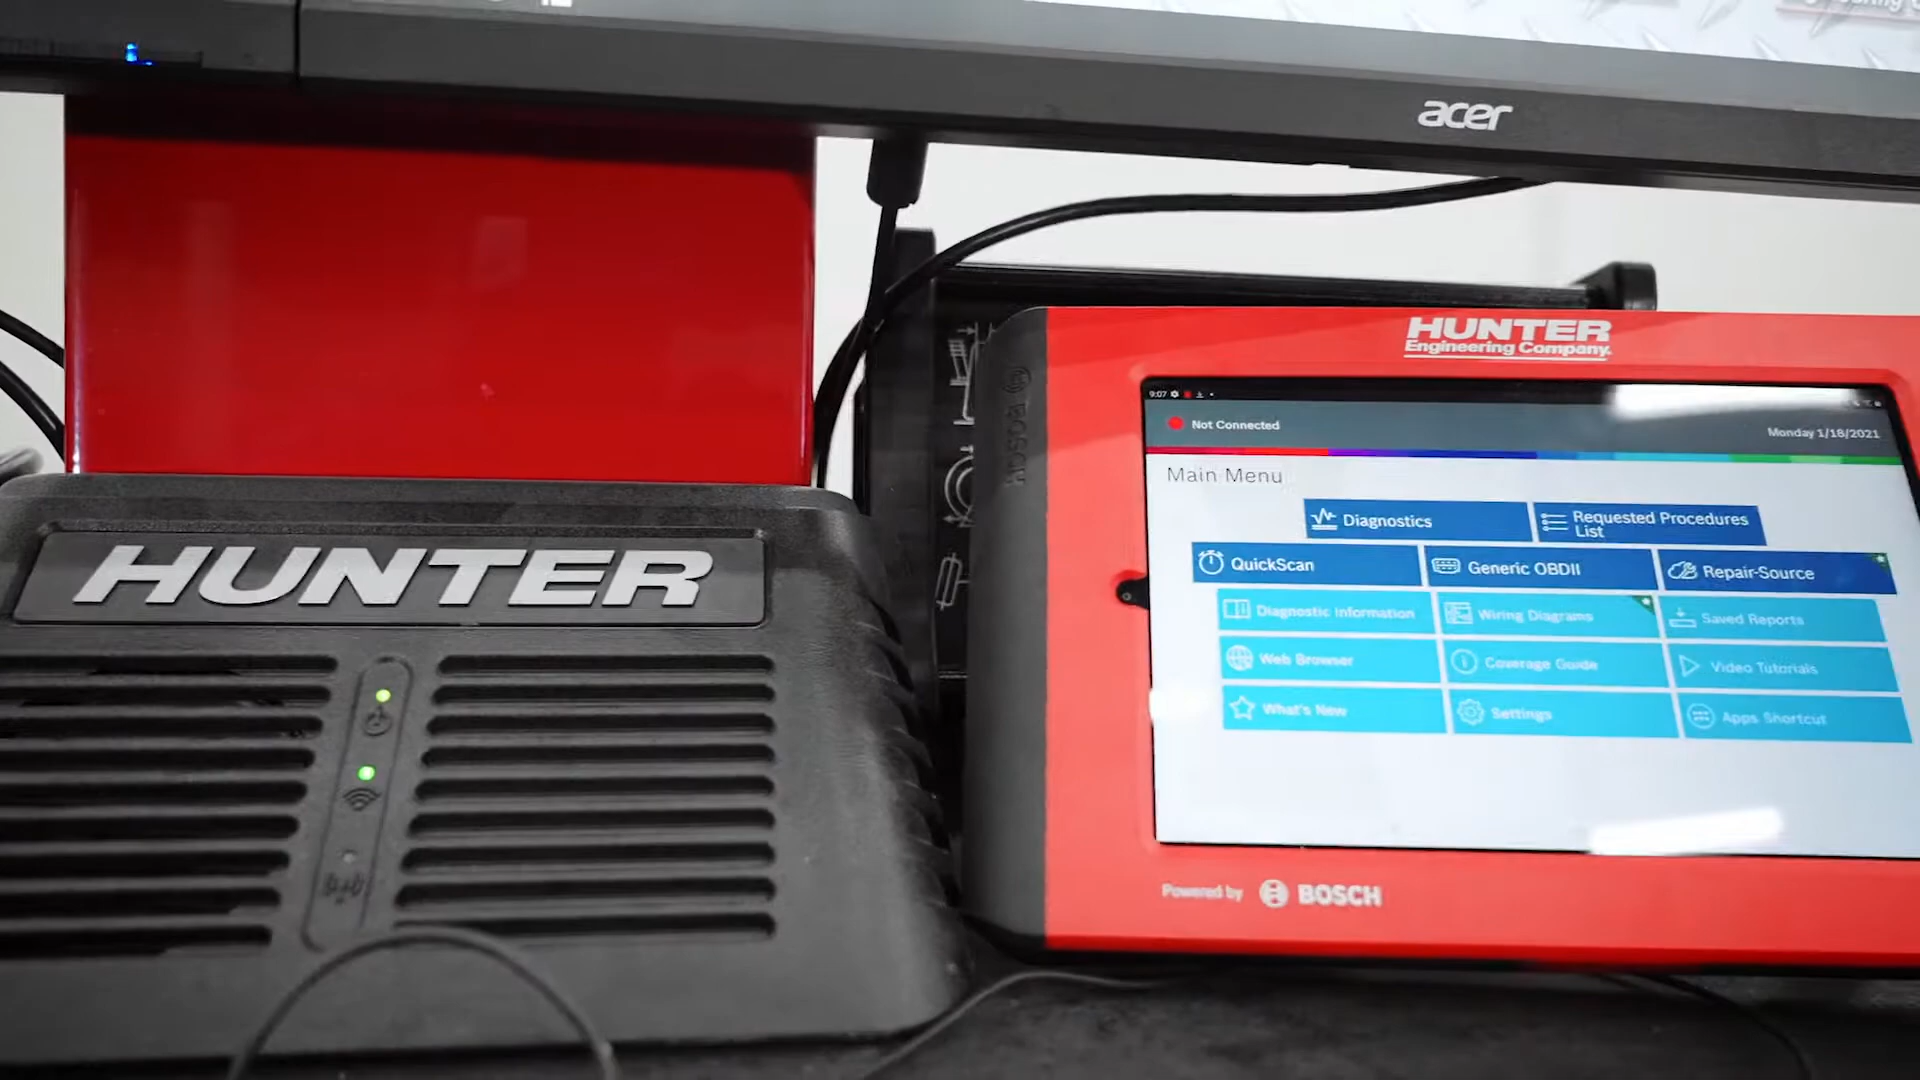 acer
HUNTER
Engineering Company.
9:07
Not Connected
Monday 1/18/2021
Main Menu
Diagnostics
Requested Procedures
List
QuickScan
Generic OBDII
Repair-Source
Diagnostic Information
Wiring Diagrams
Saved Reports
Web Browser
Coverage Guide
Video Tutorials
What's New
Settings
Apps Shortcut
Powered by BOSCH
BOSCH
HUNTER